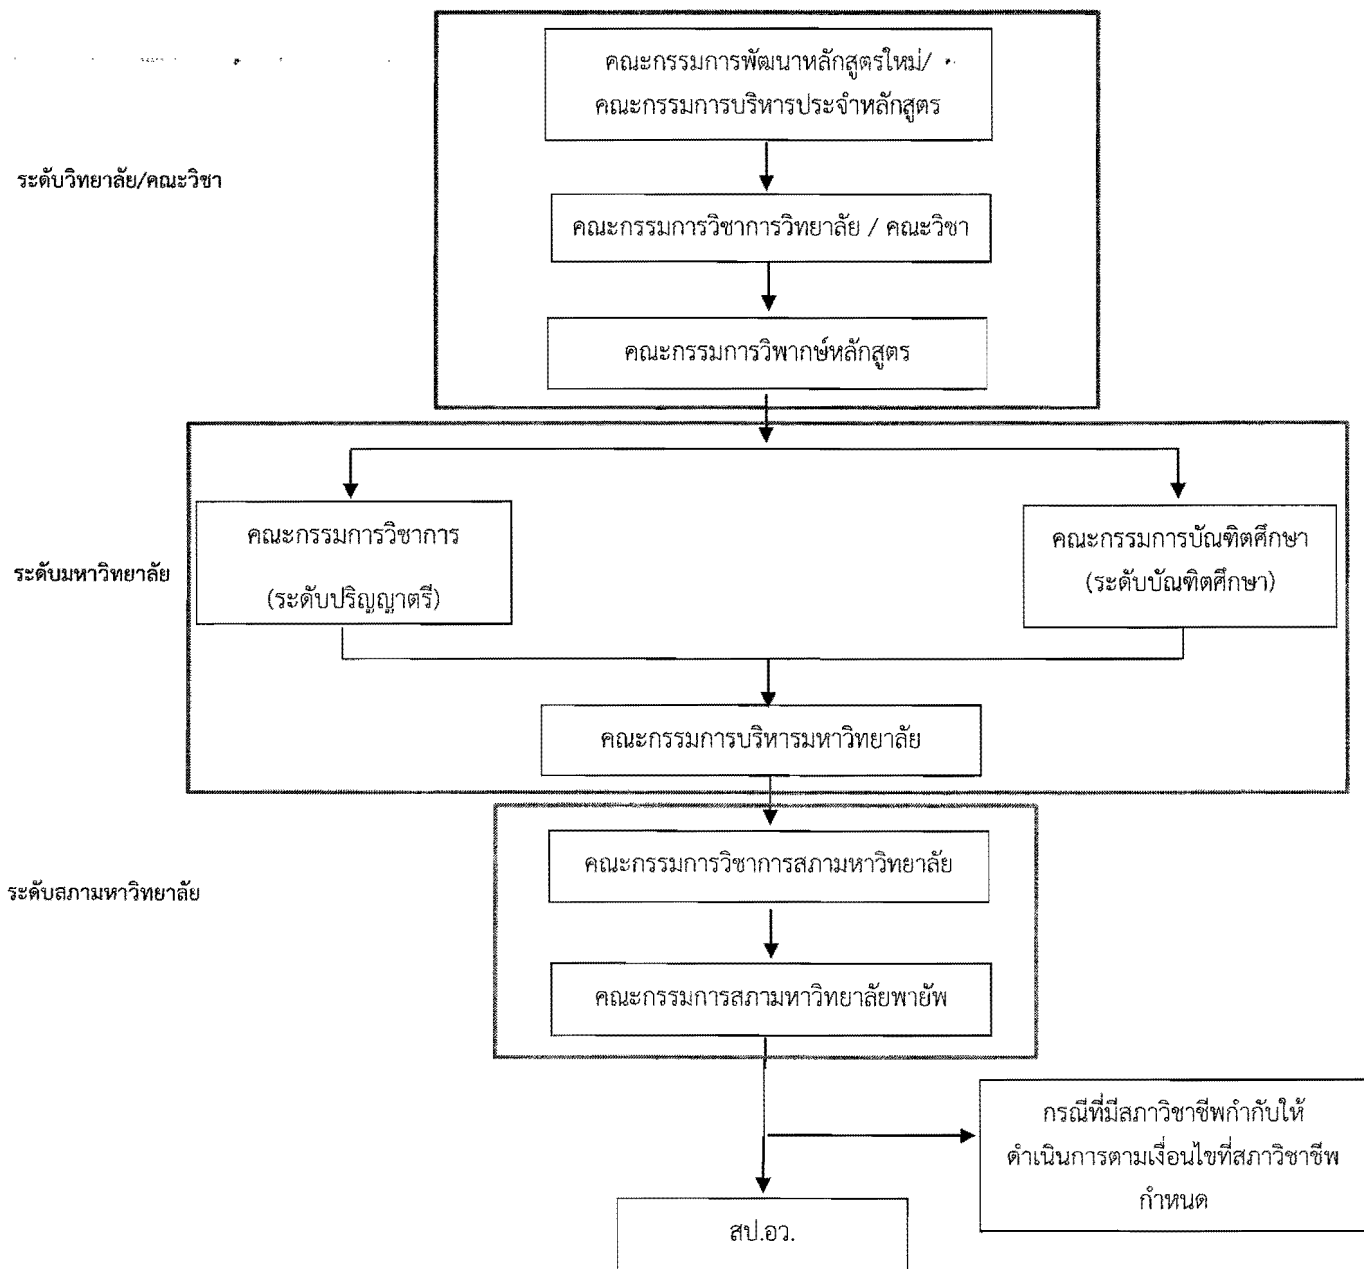 คณะกรรมการพัฒนาหลักสูตรใหม่/
คณะกรรมการบริหารประจำหลักสูตร
ระดับวิทยาลัย/คณะวิชา
คณะกรรมการวิชาการวิทยาลัย / คณะวิชา
คณะกรรมการวิพากษ์หลักสูตร
คณะกรรมการวิชาการ
(ระดับปริญญาตรี)
คณะกรรมการบัณฑิตศึกษา
(ระดับบัณฑิตศึกษา)
ระดับมหาวิทยาลัย
คณะกรรมการบริหารมหาวิทยาลัย
คณะกรรมการวิชาการสภามหาวิทยาลัย
ระดับสภามหาวิทยาลัย
คณะกรรมการสภามหาวิทยาลัยพายัพ
กรณีที่มีสภาวิชาชีพกำกับให้
ดำเนินการตามเงื่อนไขที่สภาวิชาชีพ
กำหนด
สป.อว.